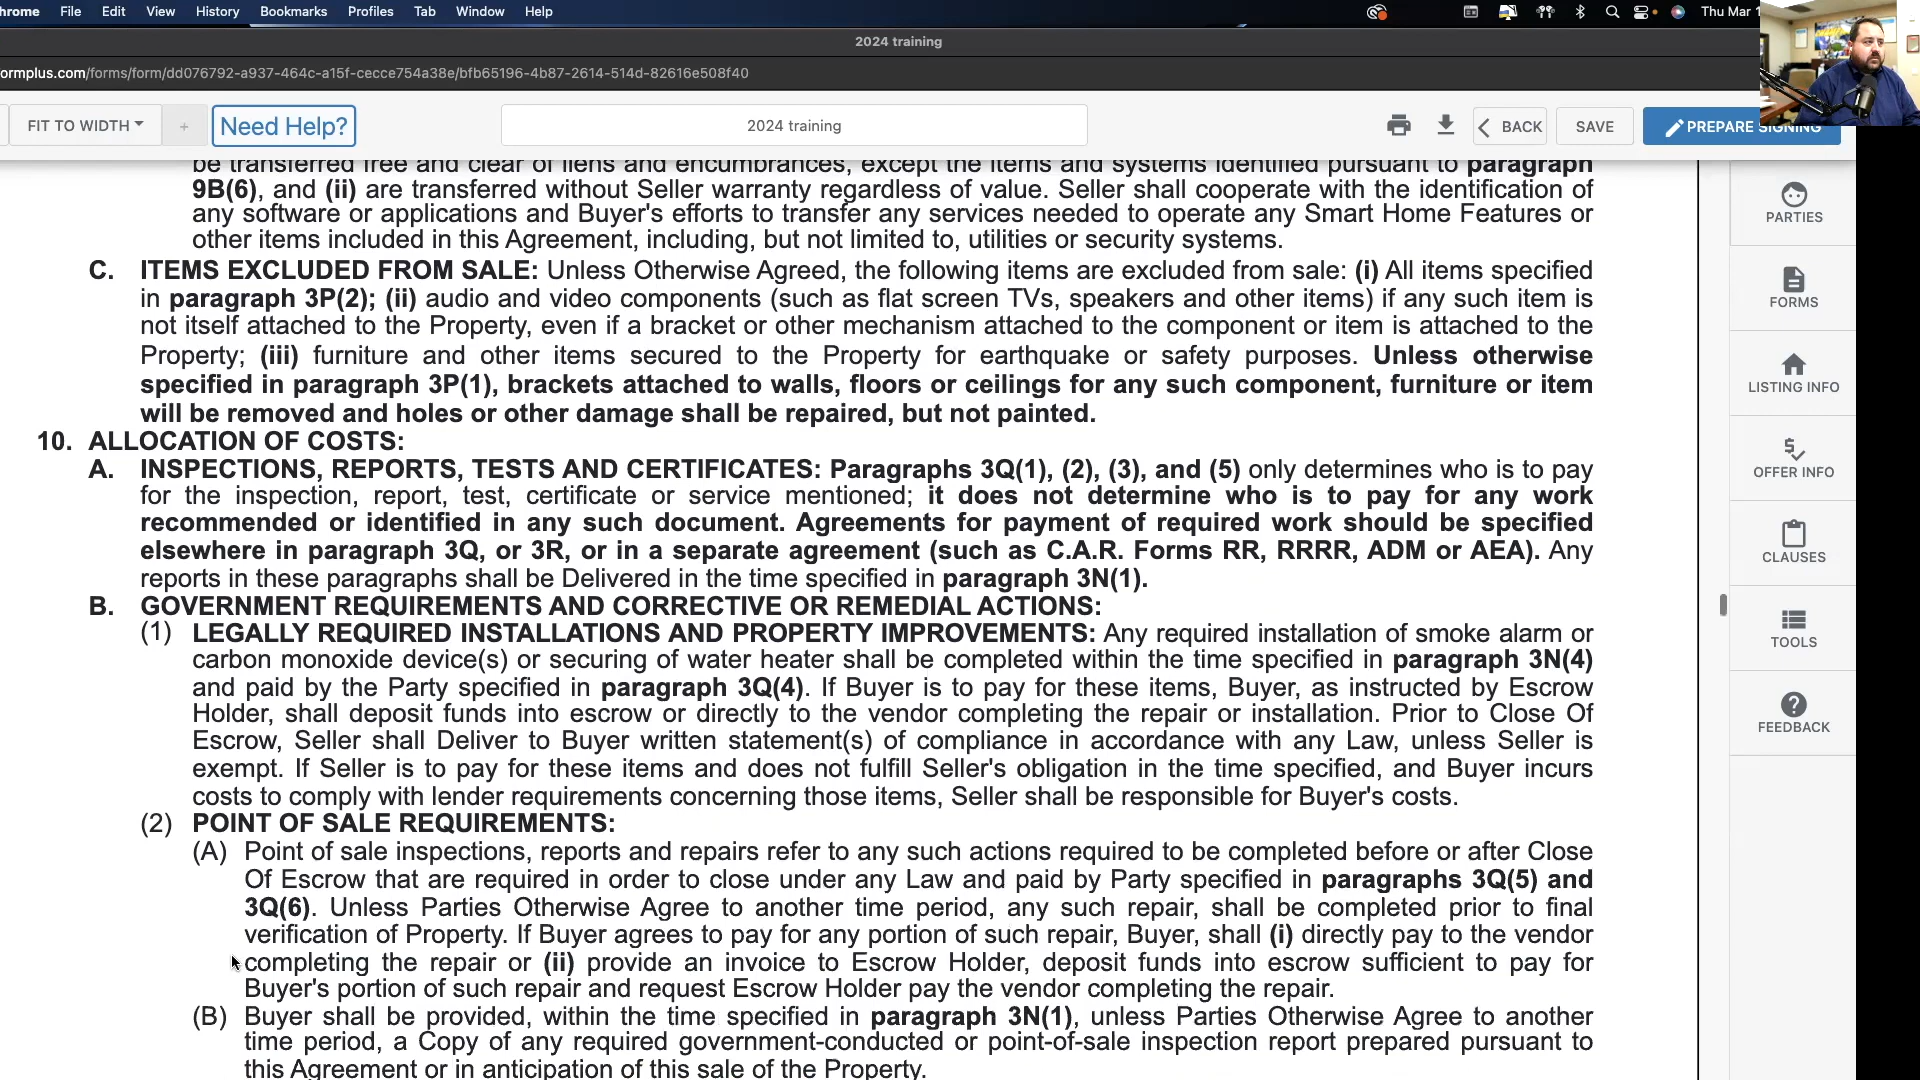 hrome File Edit View History Bookmarks Profiles Tab Window Help Thu Mar 1
2024 training
ormplus.com/forms/form/dd076792-a937-464c-a15f-cecce754a38e/bfb65196-4b87-2614-514d-82616e508f40
FIT TO WIDTH + Need Help? 2024 training BACK SAVE PREPARE SIGNING
be transferred free and clear of liens and encumbrances, except the items and systems identified pursuant to paragraph
9B(6), and (ii) are transferred without Seller warranty regardless of value. Seller shall cooperate with the identification of
any software or applications and Buyer's efforts to transfer any services needed to operate any Smart Home Features or
other items included in this Agreement, including, but not limited to, utilities or security systems.
C. ITEMS EXCLUDED FROM SALE: Unless Otherwise Agreed, the following items are excluded from sale: (i) All items specified
in paragraph 3P(2); (ii) audio and video components (such as flat screen TVs, speakers and other items) if any such item is
not itself attached to the Property, even if a bracket or other mechanism attached to the component or item is attached to the
Property; (iii) furniture and other items secured to the Property for earthquake or safety purposes. Unless otherwise
specified in paragraph 3P(1), brackets attached to walls, floors or ceilings for any such component, furniture or item
will be removed and holes or other damage shall be repaired, but not painted.
10. ALLOCATION OF COSTS:
A. INSPECTIONS, REPORTS, TESTS AND CERTIFICATES: Paragraphs 3Q(1), (2), (3), and (5) only determines who is to pay
for the inspection, report, test, certificate or service mentioned; it does not determine who is to pay for any work
recommended or identified in any such document. Agreements for payment of required work should be specified
elsewhere in paragraph 3Q, or 3R, or in a separate agreement (such as C.A.R. Forms RR, RRRR, ADM or AEA). Any
reports in these paragraphs shall be Delivered in the time specified in paragraph 3N(1).
B. GOVERNMENT REQUIREMENTS AND CORRECTIVE OR REMEDIAL ACTIONS:
(1) LEGALLY REQUIRED INSTALLATIONS AND PROPERTY IMPROVEMENTS: Any required installation of smoke alarm or
carbon monoxide device(s) or securing of water heater shall be completed within the time specified in paragraph 3N(4)
and paid by the Party specified in paragraph 3Q(4). If Buyer is to pay for these items, Buyer, as instructed by Escrow
Holder, shall deposit funds into escrow or directly to the vendor completing the repair or installation. Prior to Close Of
Escrow, Seller shall Deliver to Buyer written statement(s) of compliance in accordance with any Law, unless Seller is
exempt. If Seller is to pay for these items and does not fulfill Seller's obligation in the time specified, and Buyer incurs
costs to comply with lender requirements concerning those items, Seller shall be responsible for Buyer's costs.
(2) POINT OF SALE REQUIREMENTS:
(A) Point of sale inspections, reports and repairs refer to any such actions required to be completed before or after Close
Of Escrow that are required in order to close under any Law and paid by Party specified in paragraphs 3Q(5) and
3Q(6). Unless Parties Otherwise Agree to another time period, any such repair, shall be completed prior to final
verification of Property. If Buyer agrees to pay for any portion of such repair, Buyer, shall (i) directly pay to the vendor
completing the repair or (ii) provide an invoice to Escrow Holder, deposit funds into escrow sufficient to pay for
Buyer's portion of such repair and request Escrow Holder pay the vendor completing the repair.
(B) Buyer shall be provided, within the time specified in paragraph 3N(1), unless Parties Otherwise Agree to another
time period, a Copy of any required government-conducted or point-of-sale inspection report prepared pursuant to
this Agreement or in anticipation of this sale of the Property.
PARTIES
FORMS
LISTING INFO
OFFER INFO
CLAUSES
TOOLS
FEEDBACK